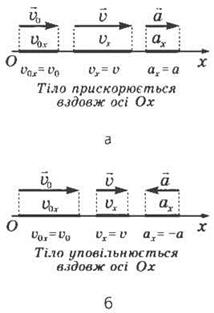 v⃗₀ v⃗ a⃗
v₀ₓ vₓ aₓ
O x
v₀ₓ = v₀ vₓ = v aₓ = a
Тіло прискорюється
вздовж осі Ox
а
v⃗₀ v⃗ a⃗
v₀ₓ vₓ aₓ
O x
v₀ₓ = v₀ vₓ = v aₓ = −a
Тіло уповільнюється
вздовж осі Ox
б